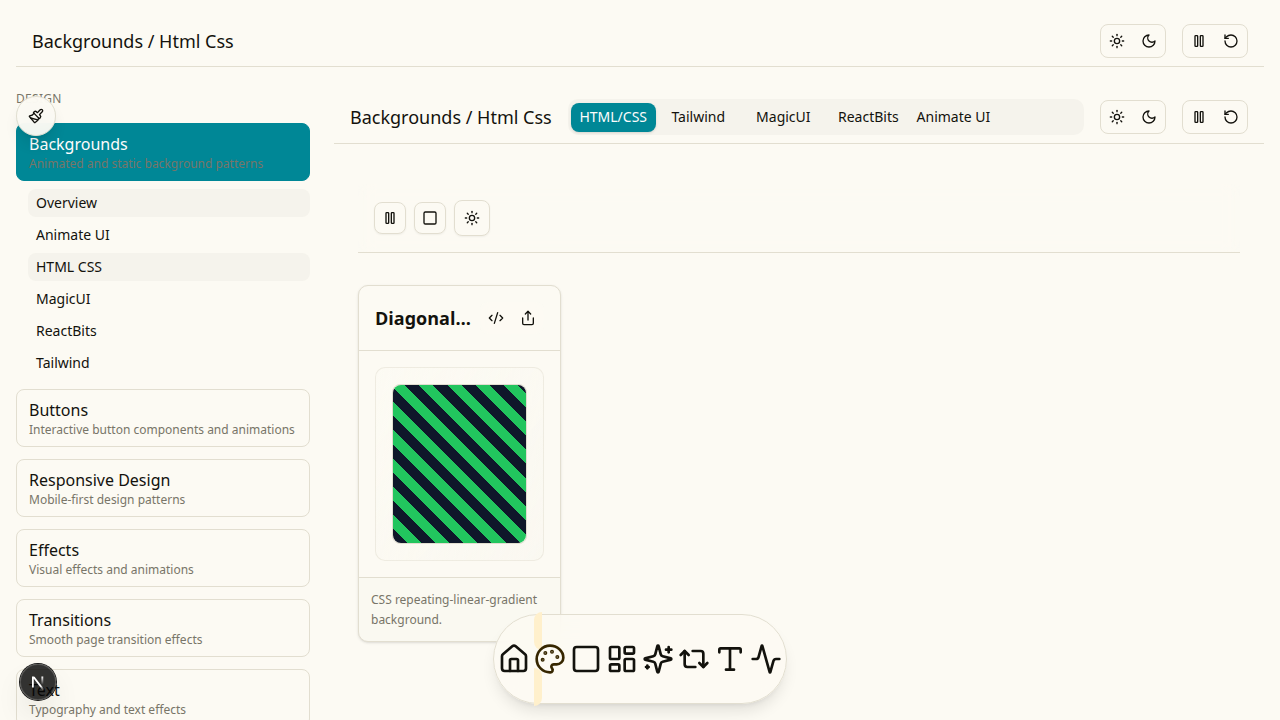 Backgrounds / Html Css
DESIGN
Backgrounds
Animated and static background patterns
Overview
Animate UI
HTML CSS
MagicUI
ReactBits
Tailwind
Buttons
Interactive button components and animations
Responsive Design
Mobile-first design patterns
Effects
Visual effects and animations
Transitions
Smooth page transition effects
Text
Typography and text effects
N
Backgrounds / Html Css
HTML/CSS Tailwind MagicUI ReactBits Animate UI
Diagonal...
CSS repeating-linear-gradient
background.